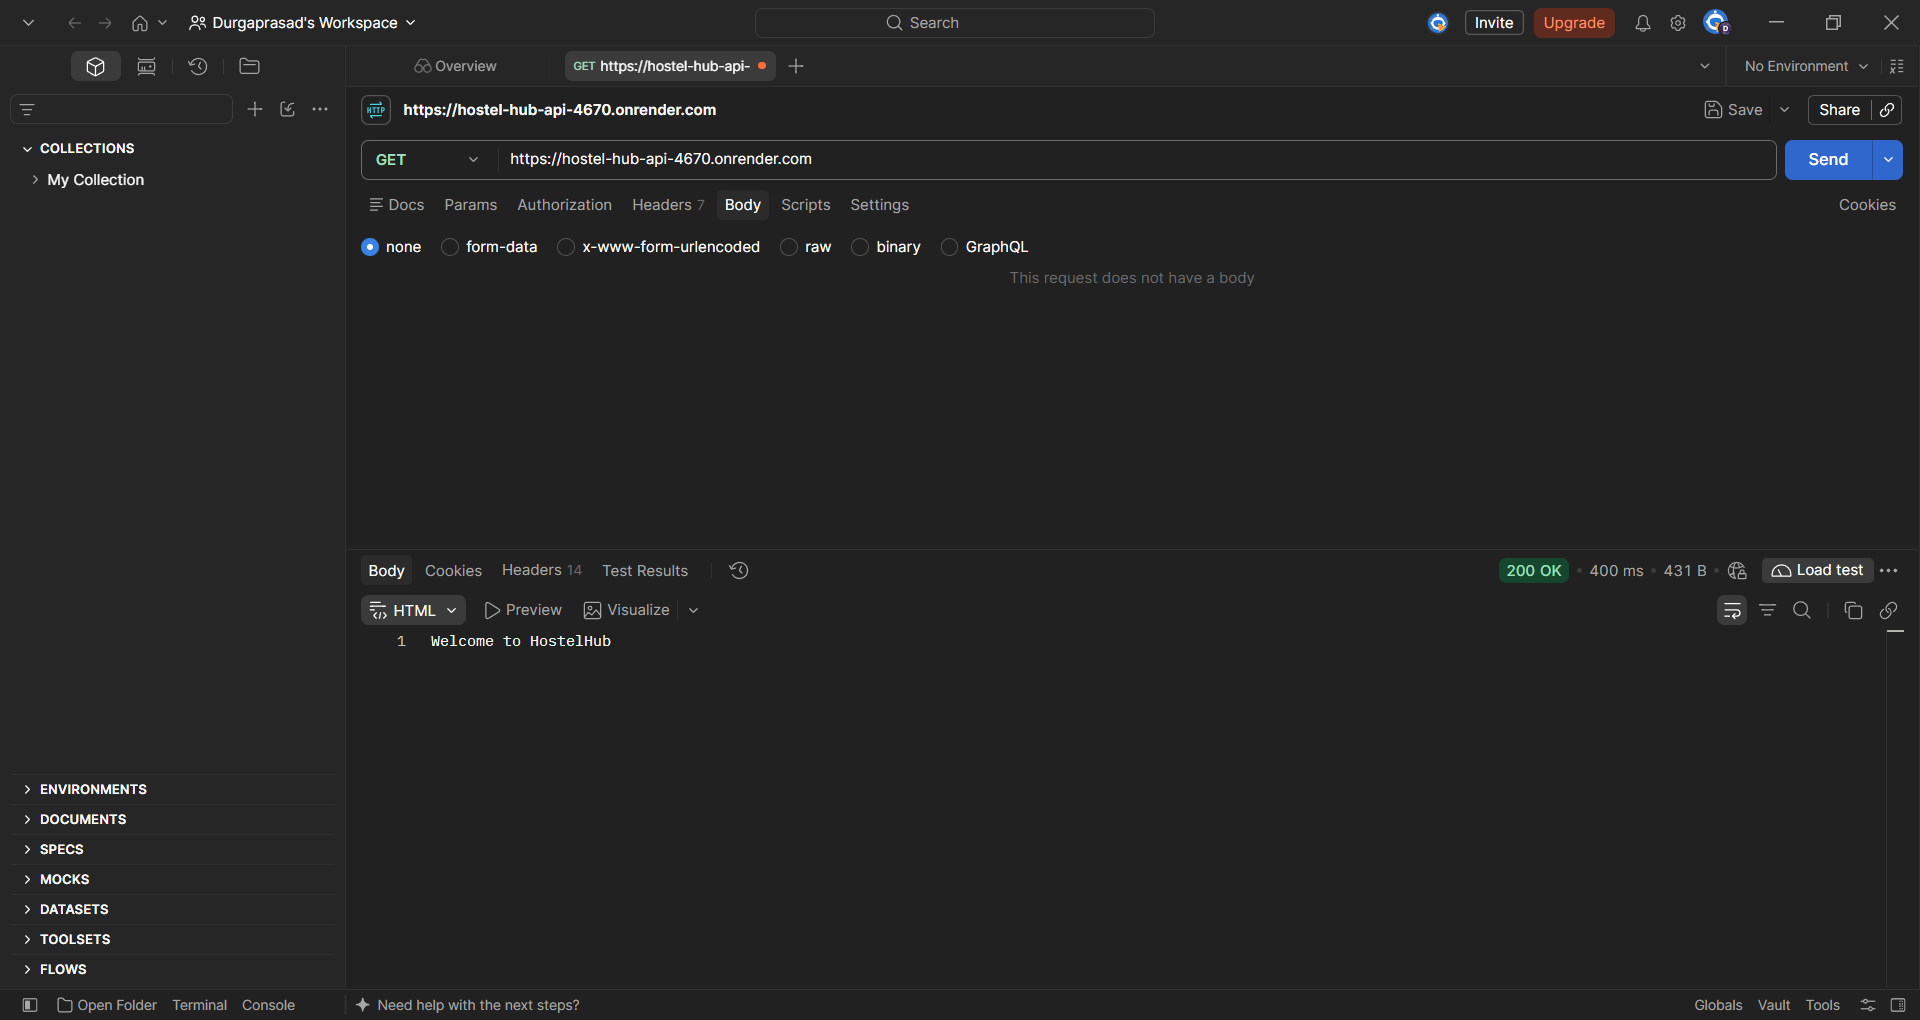 Durgaprasad's Workspace
Search
Invite
Upgrade
D
Overview
GET https://hostel-hub-api-
No Environment
HTTP
https://hostel-hub-api-4670.onrender.com
Save
Share
COLLECTIONS
My Collection
GET
https://hostel-hub-api-4670.onrender.com
Send
Docs Params Authorization Headers 7 Body Scripts Settings
Cookies
none form-data x-www-form-urlencoded raw binary GraphQL
This request does not have a body
Body Cookies Headers 14 Test Results
200 OK • 400 ms • 431 B •
Load test
HTML Preview Visualize
1 Welcome to HostelHub
ENVIRONMENTS
DOCUMENTS
SPECS
MOCKS
DATASETS
TOOLSETS
FLOWS
Open Folder Terminal Console
Need help with the next steps?
Globals Vault Tools